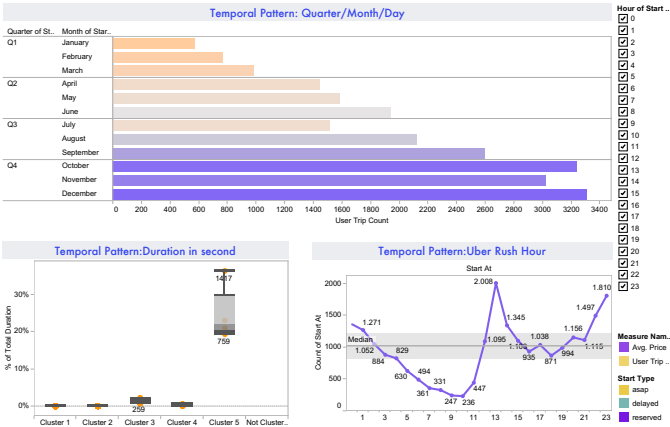 Temporal Pattern: Quarter/Month/Day
Quarter of St.. Month of Star..
Q1 January
February
March
Q2 April
May
June
Q3 July
August
September
Q4 October
November
December
0 200 400 600 800 1000 1200 1400 1600 1800 2000 2200 2400 2600 2800 3000 3200 3400
User Trip Count
Hour of Start ..
0
1
2
3
4
5
6
7
8
9
10
11
12
13
14
15
16
17
18
19
20
21
22
23
Temporal Pattern:Duration in second
% of Total Duration
30%
20%
10%
0%
1417
759
259
Cluster 1 Cluster 2 Cluster 3 Cluster 4 Cluster 5 Not Cluster..
Temporal Pattern:Uber Rush Hour
Start At
Count of Start At
2000
1500
1000
500
0
Median
1.271
1.052
884
829
630
494
361
331
247
236
447
1.095
2.008
1.345
935
1.038
871
994
1.156
1.115
1.497
1.810
1 3 5 7 9 11 13 15 17 19 21 23
Measure Nam..
Avg. Price
User Trip ..
Start Type
asap
delayed
reserved